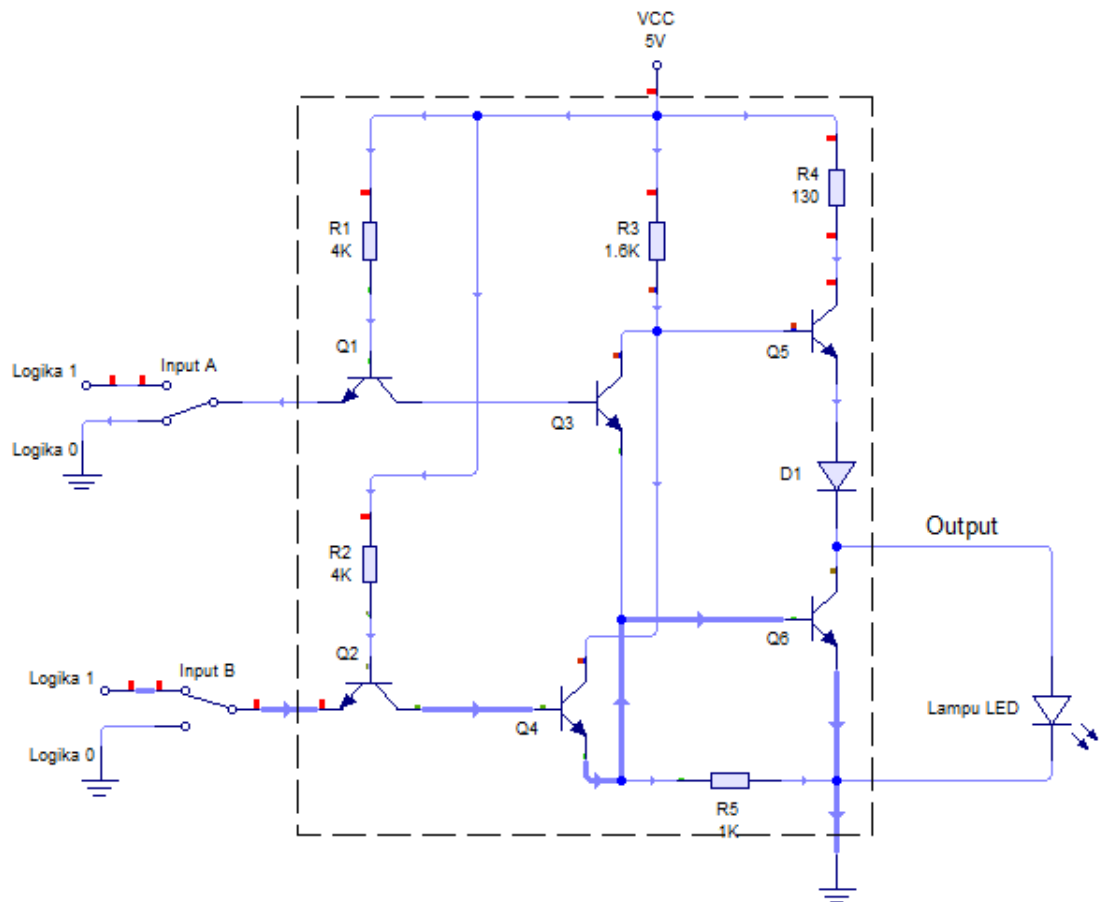 VCC
5V
R4
130
R1
4K
R3
1.6K
Q1
Q5
Logika 1
Input A
Q3
Logika 0
D1
Output
R2
4K
Q2
Q6
Input B
Logika 1
Q4
Lampu LED
Logika 0
R5
1K